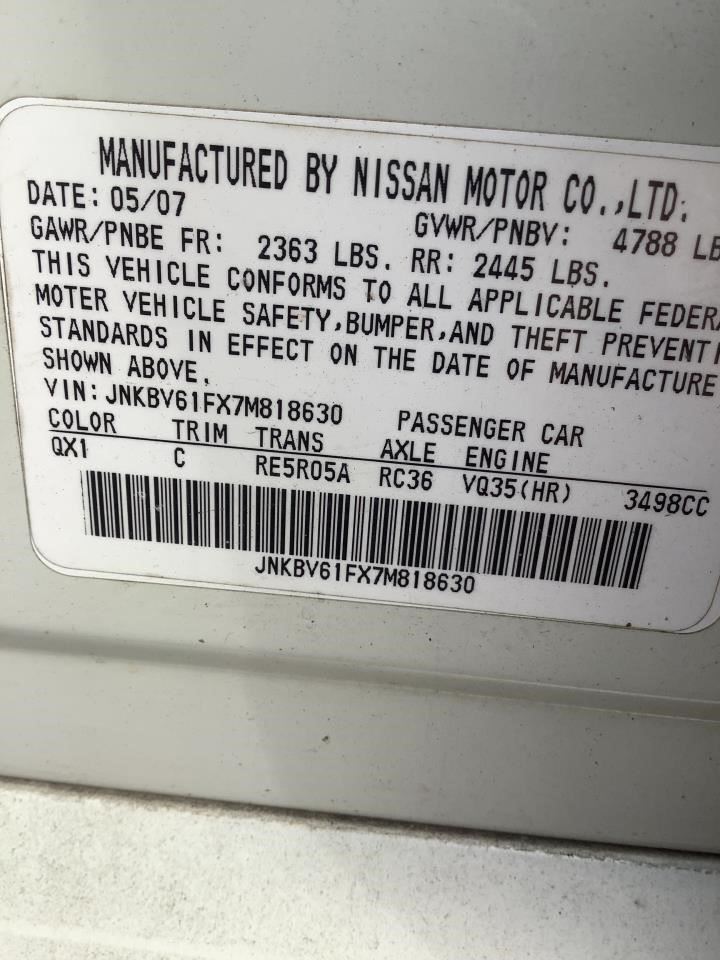 MANUFACTURED BY NISSAN MOTOR CO.,LTD.
DATE: 05/07 GVWR/PNBV: 4788 LB
GAWR/PNBE FR: 2363 LBS. RR: 2445 LBS.
THIS VEHICLE CONFORMS TO ALL APPLICABLE FEDERA
MOTER VEHICLE SAFETY,BUMPER,AND THEFT PREVENTI
STANDARDS IN EFFECT ON THE DATE OF MANUFACTURE
SHOWN ABOVE.
VIN: JNKBV61FX7M818630 PASSENGER CAR
COLOR TRIM TRANS AXLE ENGINE
QX1 C RE5R05A RC36 VQ35(HR) 3498CC
JNKBV61FX7M818630